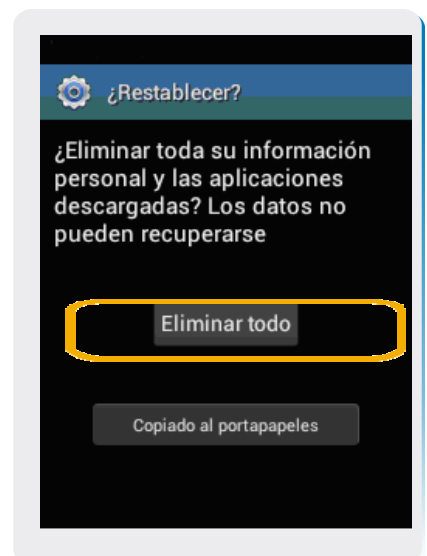 ¿Restablecer?
¿Eliminar toda su información
personal y las aplicaciones
descargadas? Los datos no
pueden recuperarse
Eliminar todo
Copiado al portapapeles